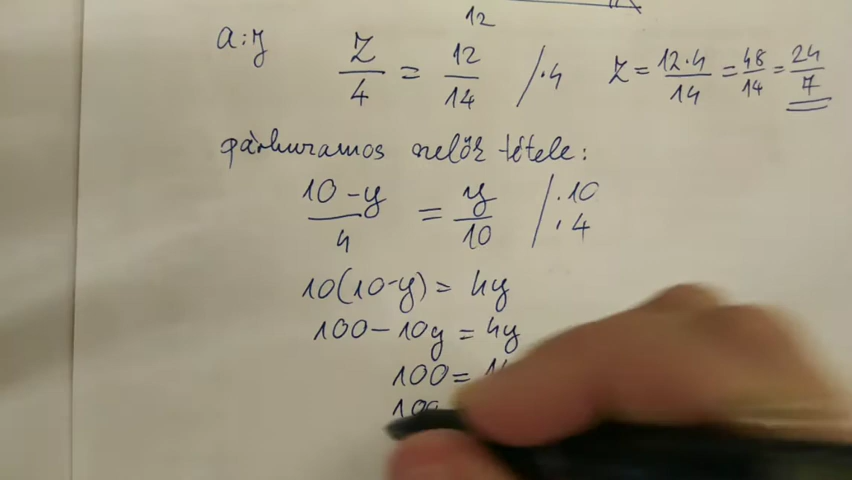 12
a:y z/4 = 12/14 /·4 z = 12·4/14 = 48/14 = 24/7
párhuzamos szelők tétele:
10-y/4 = y/10 /·10 ·4
10(10-y) = 4y
100-10y = 4y
100 =
100